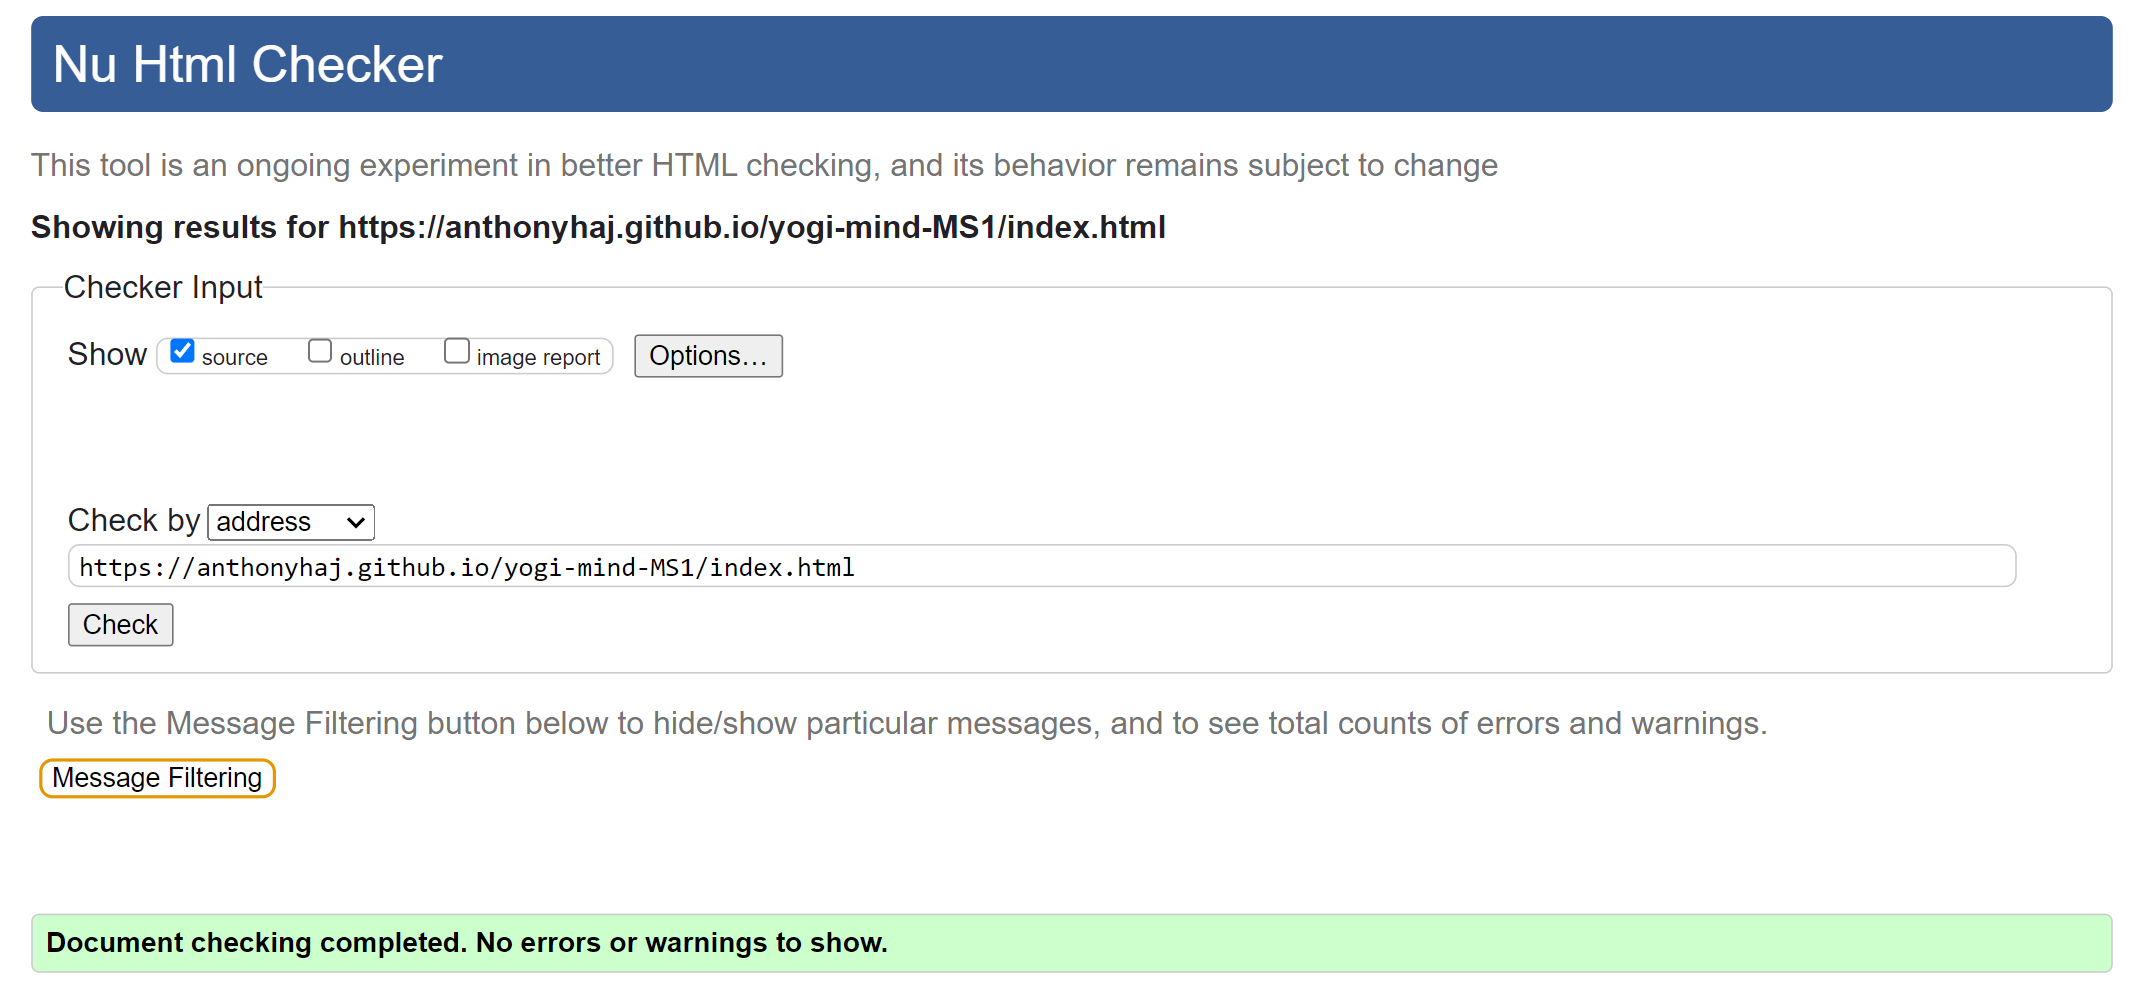 Nu Html Checker
This tool is an ongoing experiment in better HTML checking, and its behavior remains subject to change
Showing results for https://anthonyhaj.github.io/yogi-mind-MS1/index.html
Checker Input
Show source outline image report Options...
Check by address
https://anthonyhaj.github.io/yogi-mind-MS1/index.html
Check
Use the Message Filtering button below to hide/show particular messages, and to see total counts of errors and warnings.
Message Filtering
Document checking completed. No errors or warnings to show.